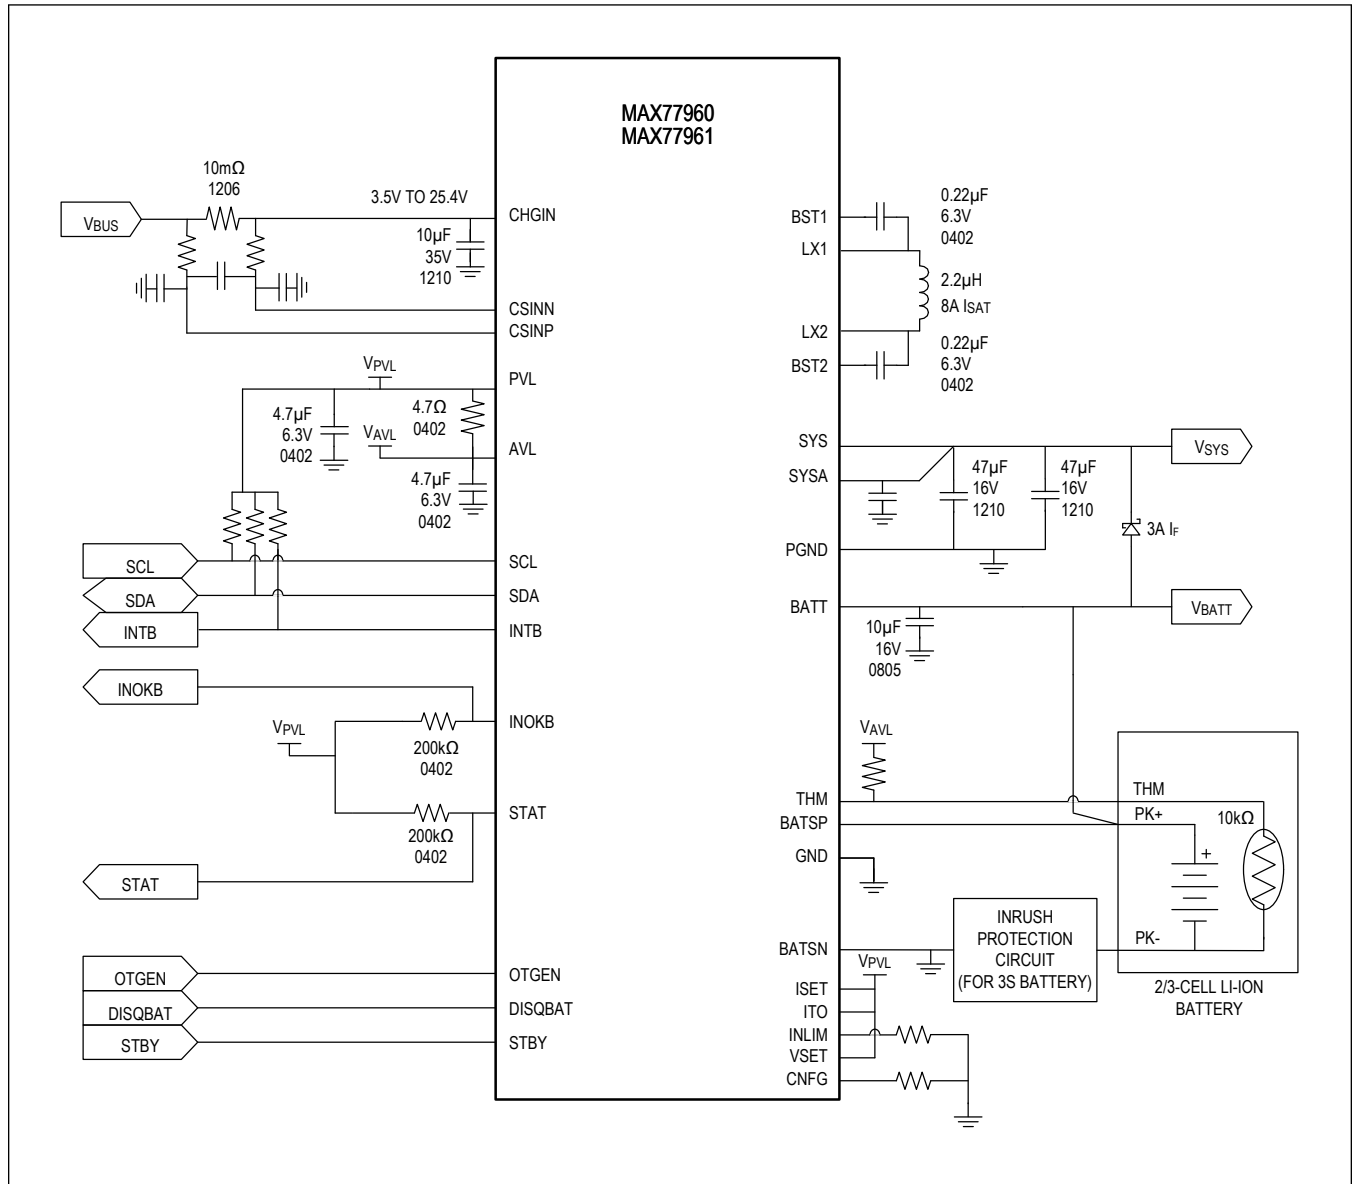 MAX77960
MAX77961
10mΩ
1206
3.5V TO 25.4V
VBUS
CHGIN
10µF
35V
1210
CSINN
CSINP
VPVL
PVL
4.7µF
6.3V
0402
4.7Ω
0402
VAVL
AVL
4.7µF
6.3V
0402
SCL
SCL
SDA
SDA
INTB
INTB
INOKB
INOKB
VPVL
200kΩ
0402
STAT
200kΩ
0402
STAT
OTGEN
OTGEN
DISQBAT
DISQBAT
STBY
STBY
BST1
0.22µF
6.3V
0402
LX1
2.2µH
8A ISAT
LX2
BST2
0.22µF
6.3V
0402
SYS
VSYS
SYSA
47µF
16V
1210
47µF
16V
1210
3A IF
PGND
BATT
VBATT
10µF
16V
0805
VAVL
THM
THM
BATSP
PK+
10kΩ
+
GND
BATSN
INRUSH
PROTECTION
CIRCUIT
(FOR 3S BATTERY)
PK-
2/3-CELL LI-ION
BATTERY
VPVL
ISET
ITO
INLIM
VSET
CNFG